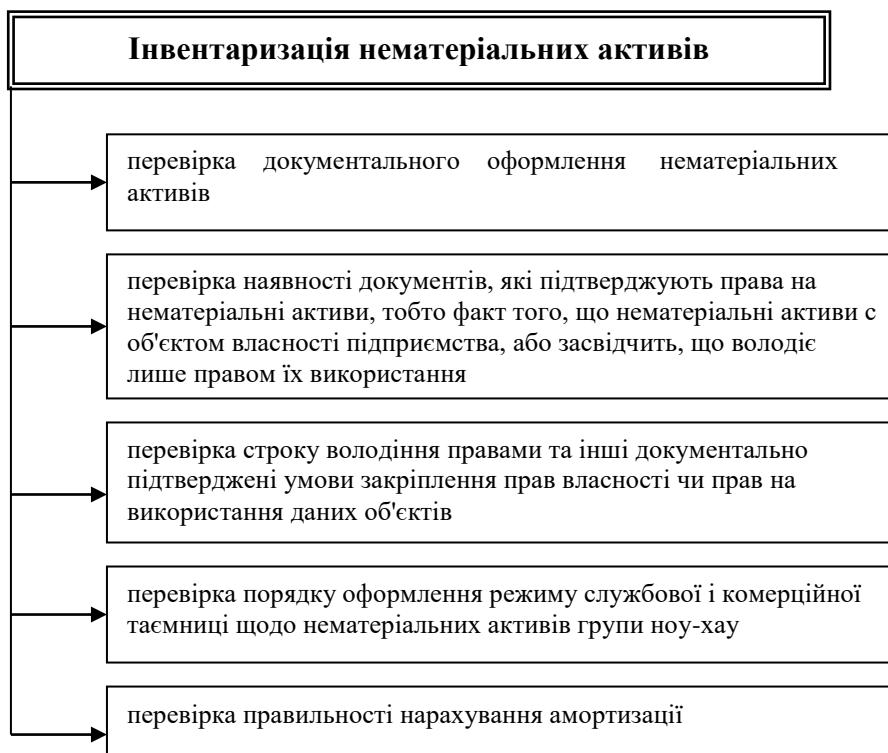 Інвентаризація нематеріальних активів
перевірка документального оформлення нематеріальних
активів
перевірка наявності документів, які підтверджують права на
нематеріальні активи, тобто факт того, що нематеріальні активи с
об'єктом власності підприємства, або засвідчить, що володіє
лише правом їх використання
перевірка строку володіння правами та інші документально
підтверджені умови закріплення прав власності чи прав на
використання даних об'єктів
перевірка порядку оформлення режиму службової і комерційної
таємниці щодо нематеріальних активів групи ноу-хау
перевірка правильності нарахування амортизації